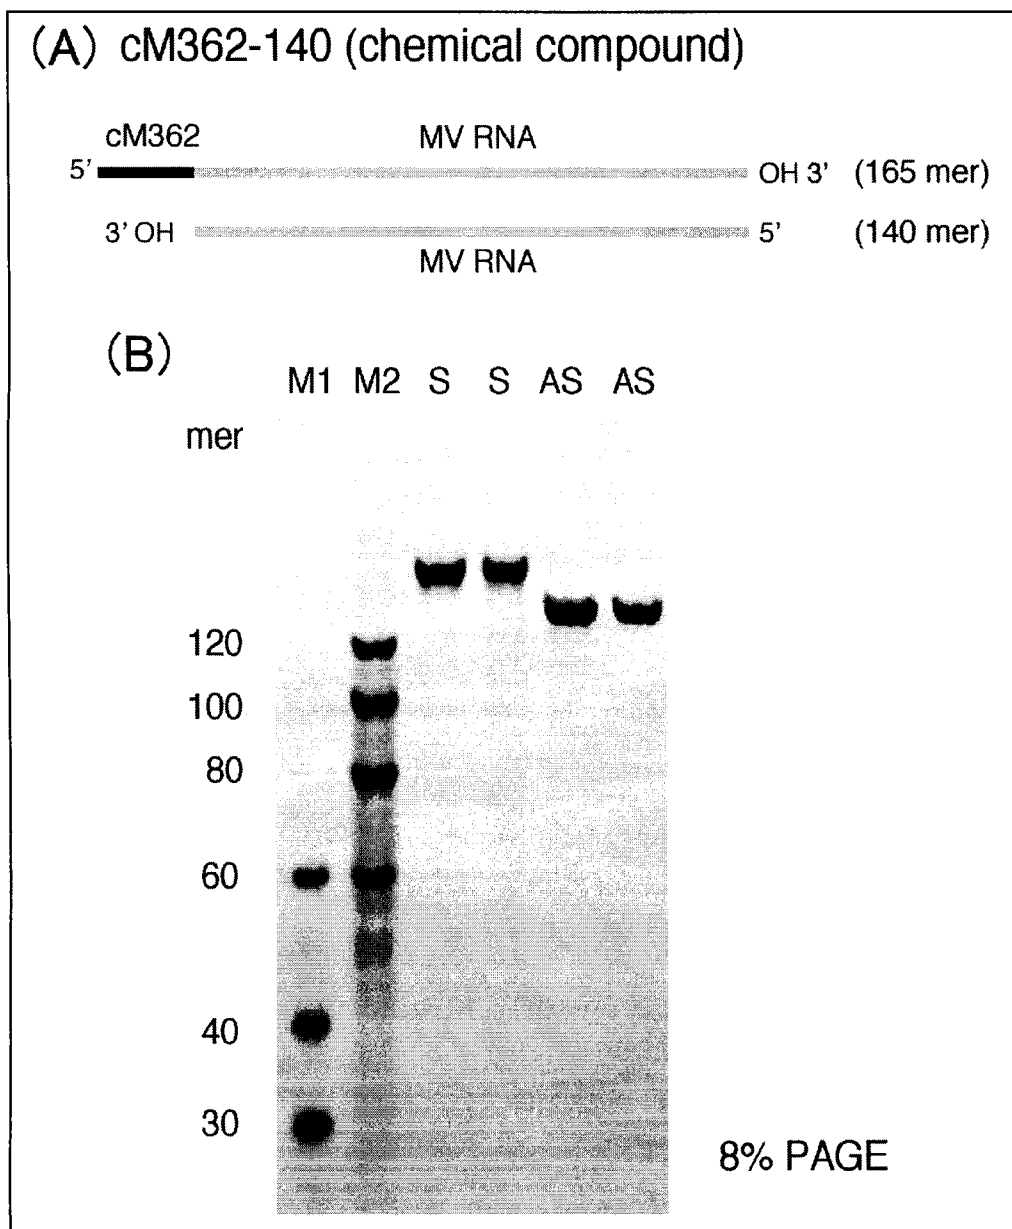 (A) cM362-140 (chemical compound)
cM362 MV RNA
5' OH 3' (165 mer)
3' OH 5' (140 mer)
MV RNA
(B)
M1 M2 S S AS AS
mer
120
100
80
60
40
30
8% PAGE